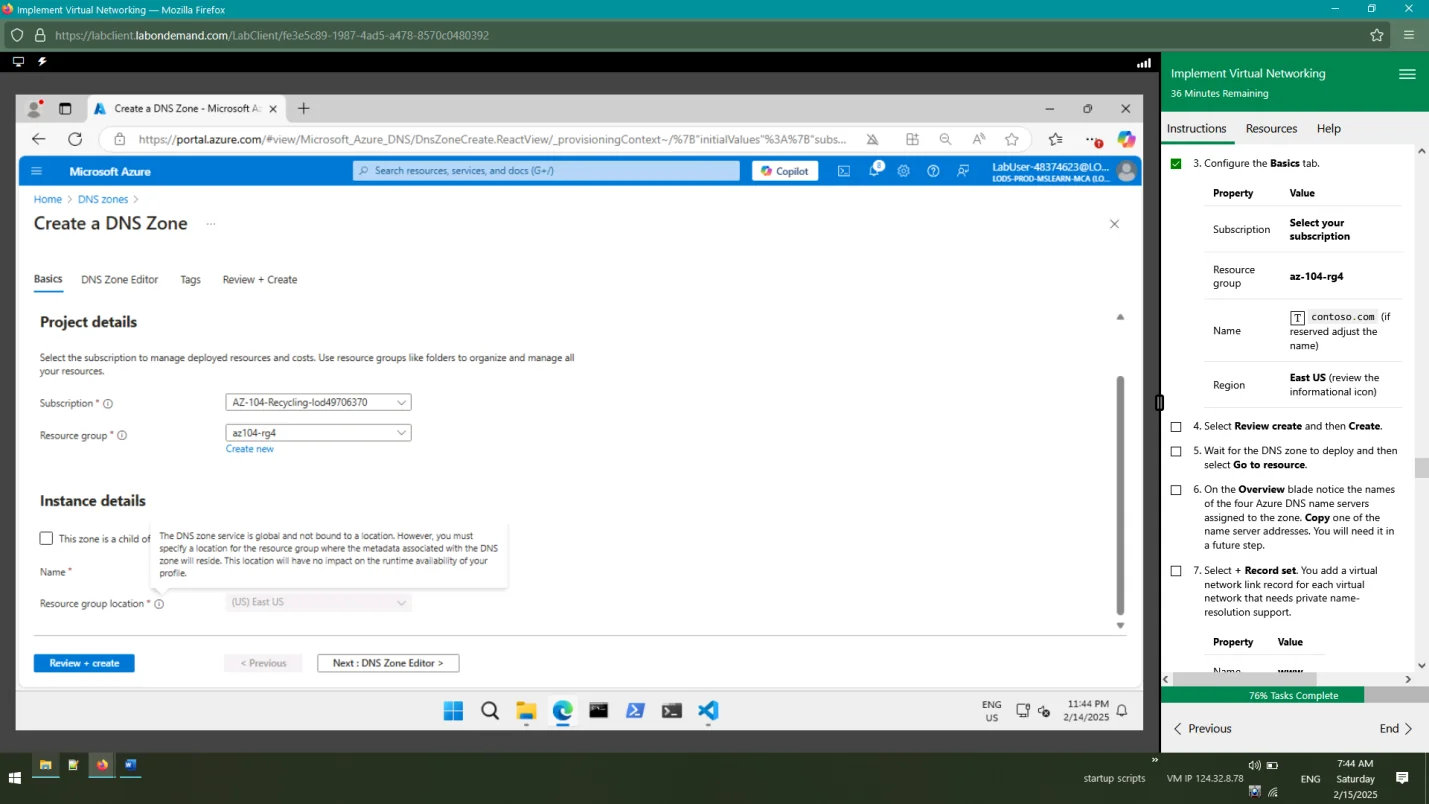 Implement Virtual Networking — Mozilla Firefox
https://labclient.labondemand.com/LabClient/fe3e5c89-1987-4ad5-a478-8570c0480392
Create a DNS Zone - Microsoft A
https://portal.azure.com/#view/Microsoft_Azure_DNS/DnsZoneCreate.ReactView/_provisioningContext~/%7B"initialValues"%3A%7B"subs...
Microsoft Azure
Search resources, services, and docs (G+/)
Copilot
LabUser-48374623@LO...
LODS-PROD-MSLEARN-MCA (LO...
Home > DNS zones >
Create a DNS Zone ...
Basics
DNS Zone Editor
Tags
Review + Create
Project details
Select the subscription to manage deployed resources and costs. Use resource groups like folders to organize and manage all
your resources.
Subscription *
AZ-104-Recycling-lod49706370
Resource group *
az104-rg4
Create new
Instance details
This zone is a child of
The DNS zone service is global and not bound to a location. However, you must
specify a location for the resource group where the metadata associated with the DNS
zone will reside. This location will have no impact on the runtime availability of your
profile.
Name *
Resource group location *
(US) East US
Review + create
< Previous
Next : DNS Zone Editor >
ENG
US
11:44 PM
2/14/2025
Implement Virtual Networking
36 Minutes Remaining
Instructions
Resources
Help
3. Configure the Basics tab.
Property Value
Subscription Select your
subscription
Resource
group
az-104-rg4
Name
T contoso.com (if
reserved adjust the
name)
Region
East US (review the
informational icon)
4. Select Review create and then Create.
5. Wait for the DNS zone to deploy and then
select Go to resource.
6. On the Overview blade notice the names
of the four Azure DNS name servers
assigned to the zone. Copy one of the
name server addresses. You will need it in
a future step.
7. Select + Record set. You add a virtual
network link record for each virtual
network that needs private name-
resolution support.
Property Value
Name www
76% Tasks Complete
< Previous
End >
startup scripts
VM IP 124.32.8.78
ENG
7:44 AM
Saturday
2/15/2025